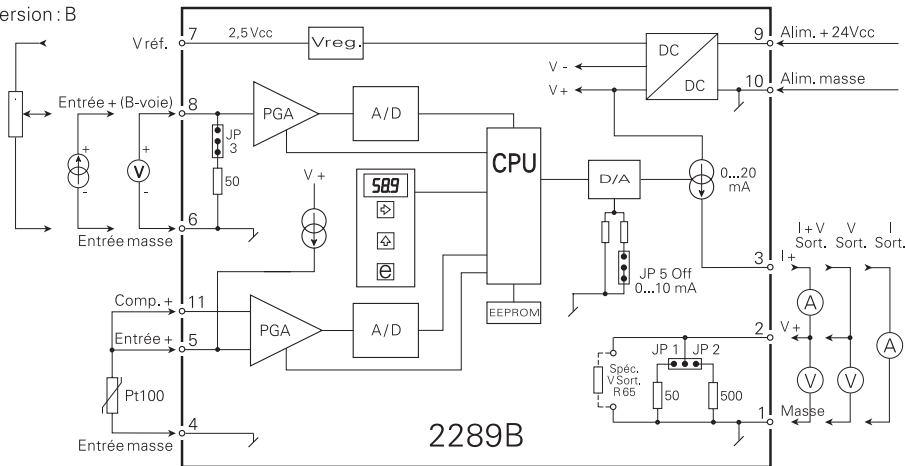 ersion : B
V réf.
7
2,5 Vcc
Vreg.
DC
DC
9
Alim. + 24Vcc
V -
V+
10
Alim. masse
Entrée + (B-voie)
8
PGA
A/D
JP
3
50
+
-
V
+
-
CPU
58.9
e
V +
D/A
0...20
mA
6
Entrée masse
I + V
Sort.
V
Sort.
I
Sort.
3
I+
JP 5 Off
0...10 mA
A
Comp. +
11
Entrée +
5
PGA
A/D
EEPROM
2
V+
A
JP 1
JP 2
Spéc.
V Sort.
R 65
50
500
V
V
Pt100
4
Entrée masse
1
Masse
2289B